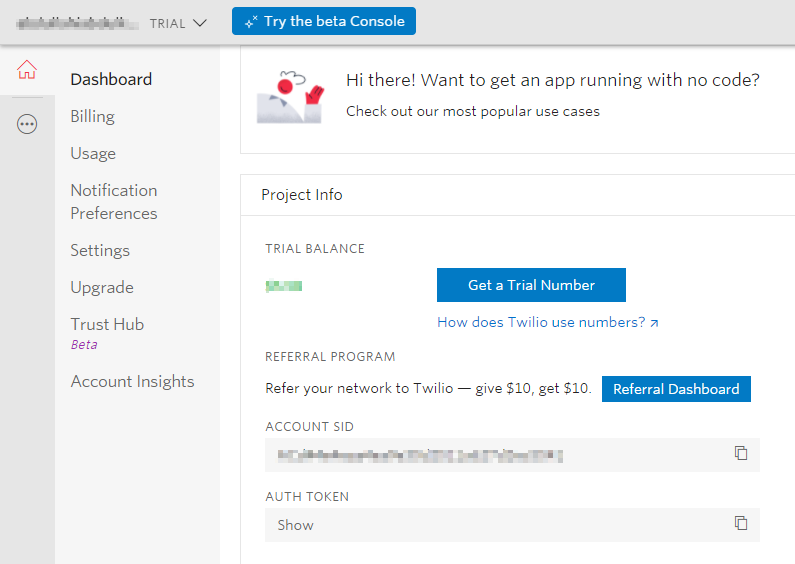 TRIAL
Try the beta Console
Dashboard
Billing
Usage
Notification
Preferences
Settings
Upgrade
Trust Hub
Beta
Account Insights
Hi there! Want to get an app running with no code?
Check out our most popular use cases
Project Info
TRIAL BALANCE
Get a Trial Number
How does Twilio use numbers?
REFERRAL PROGRAM
Refer your network to Twilio — give $10, get $10.
Referral Dashboard
ACCOUNT SID
AUTH TOKEN
Show